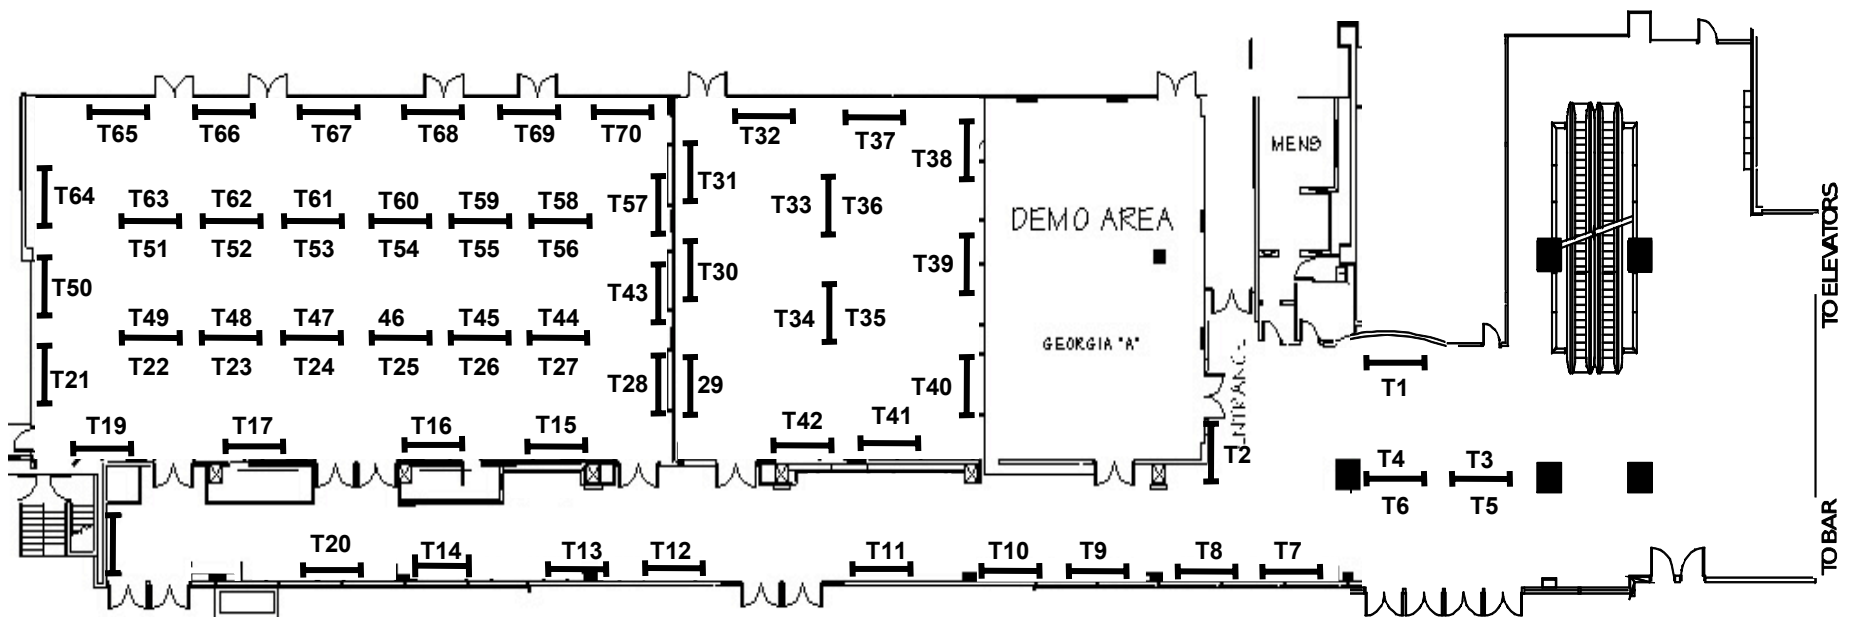 T65 T66 T67 T68 T69 T70 T32 T37
T38 MENS
T64 T63 T62 T61 T60 T59 T58 T57 T31 T33 T36
DEMO AREA
T51 T52 T53 T54 T55 T56
T50 T43 T30 T39
TO ELEVATORS
T49 T48 T47 46 T45 T44 T34 T35
GEORGIA "A"
T22 T23 T24 T25 T26 T27
T21 T28 29 T40 T1
T19 T17 T16 T15 T42 T41
T2 T4 T3
T6 T5
TO BAR
T20 T14 T13 T12 T11 T10 T9 T8 T7